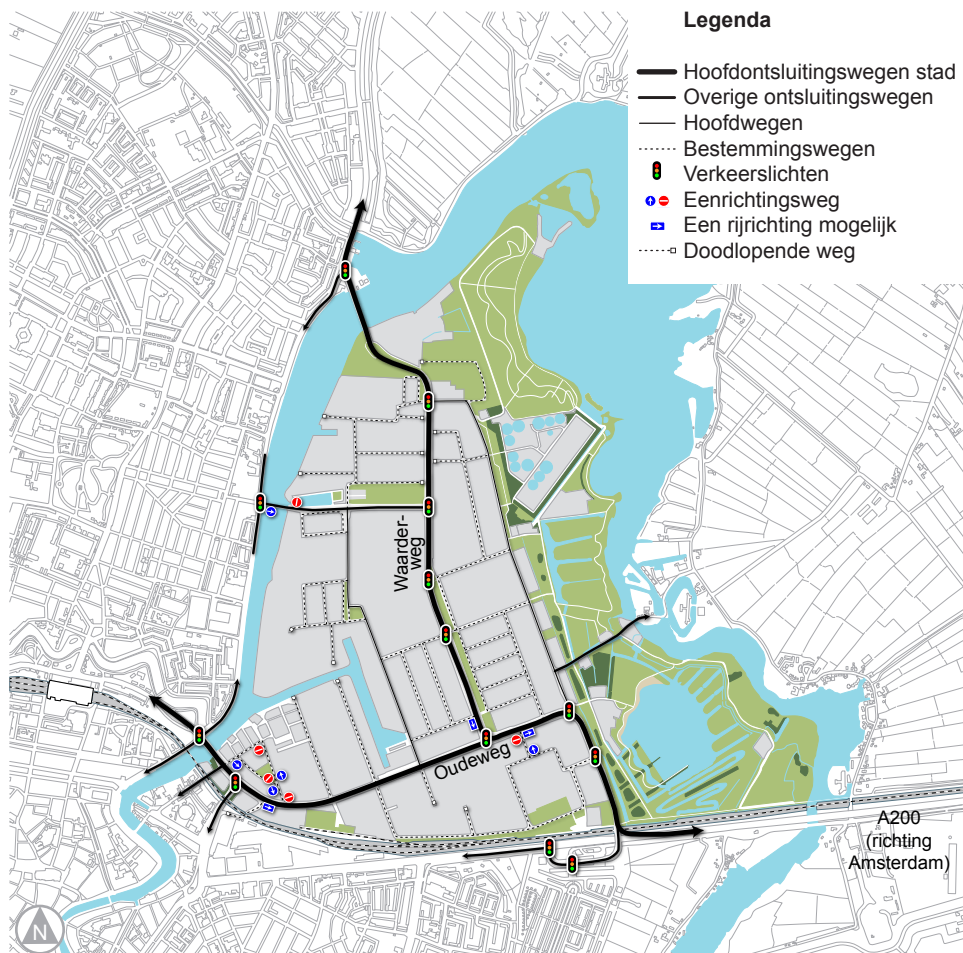 Legenda
Hoofdontsluitingswegen stad
Overige ontsluitingswegen
Hoofdwegen
Bestemmingswegen
Verkeerslichten
Eenrichtingsweg
Een rijrichting mogelijk
Doodlopende weg
Waarder-
weg
Oudeweg
A200
(richting
Amsterdam)
N